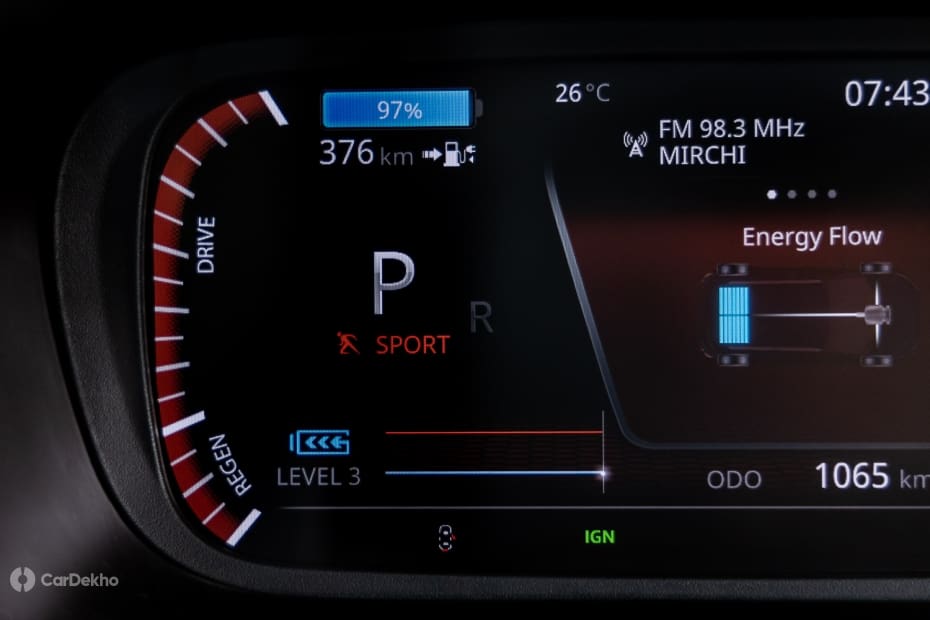 97%
26 °C
07:43
376 km
FM 98.3 MHz
MIRCHI
DRIVE
Energy Flow
P
R
SPORT
REGEN
LEVEL 3
ODO 1065 km
IGN
CarDekho